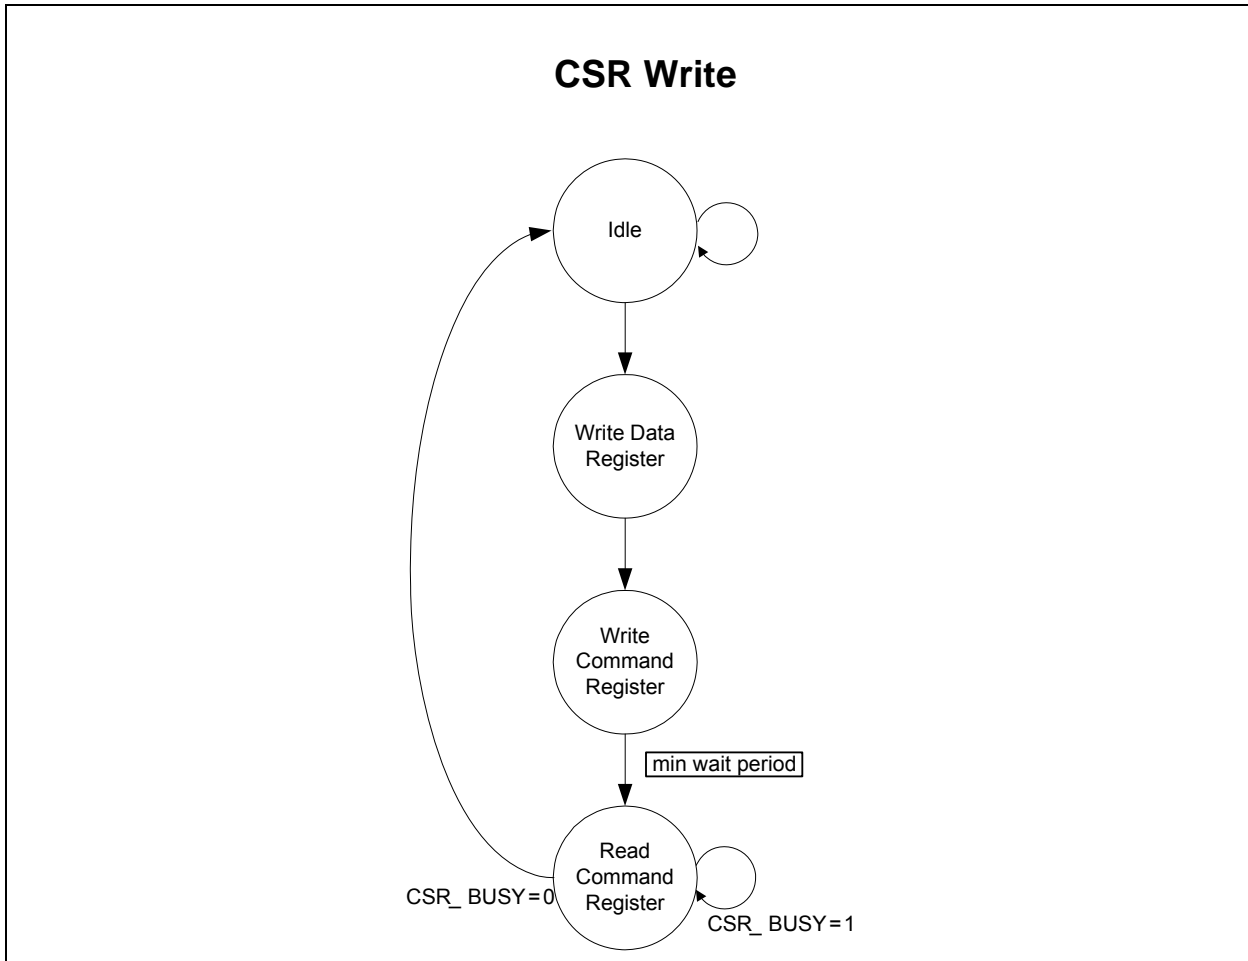 CSR Write
Idle
Write Data
Register
Write
Command
Register
min wait period
Read
Command
Register
CSR_ BUSY=0
CSR_ BUSY=1